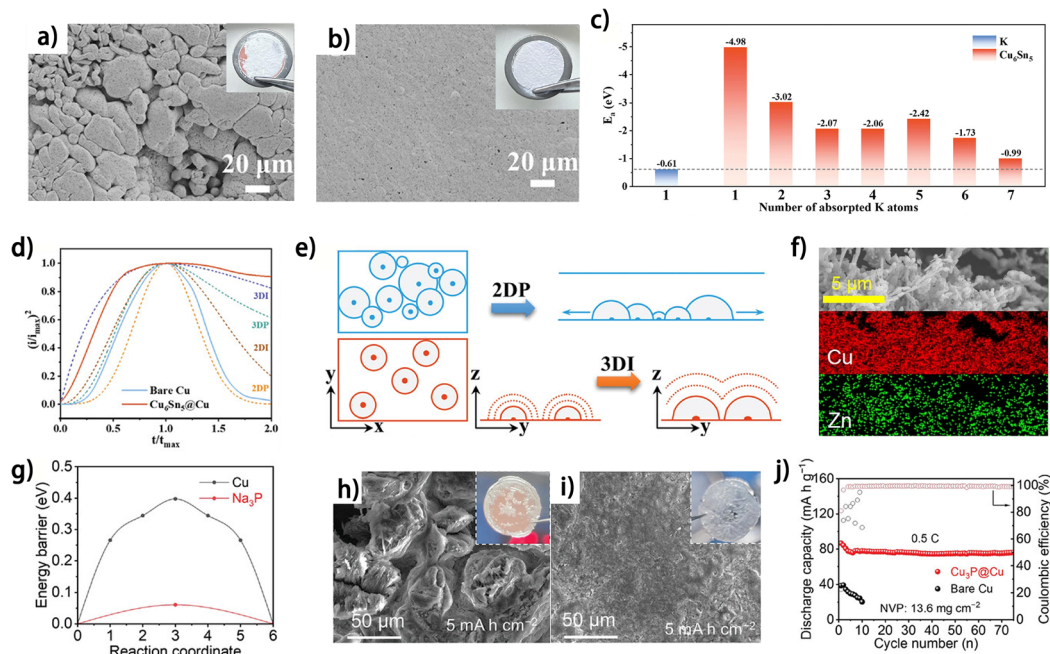 a)
20 μm
b)
20 μm
c)
K
Cu6Sn5
Ea (eV)
-5
-4
-3
-2
-1
0
-0.61
-4.98
-3.02
-2.07
-2.06
-2.42
-1.73
-0.99
1 1 2 3 4 5 6 7
Number of absorpted K atoms
d)
(i/imax)²
1.0
0.8
0.6
0.4
0.2
0.0
3DI
3DP
2DI
2DP
Bare Cu
Cu6Sn5@Cu
0.0 0.5 1.0 1.5 2.0
t/tmax
e)
2DP
3DI
y
x
z
y
z
y
f)
5 μm
Cu
Zn
g)
Energy barrier (eV)
0.5
0.4
0.3
0.2
0.1
0.0
Cu
Na3P
0 1 2 3 4 5 6
Reaction coordinate
h)
50 μm
5 mA h cm−2
i)
50 μm
5 mA h cm−2
j)
Discharge capacity (mA h g−1)
160
120
80
40
0
0.5 C
Cu3P@Cu
Bare Cu
NVP: 13.6 mg cm−2
0 10 20 30 40 50 60 70
Cycle number (n)
100
80
60
40
20
0
Coulombic efficiency (%)